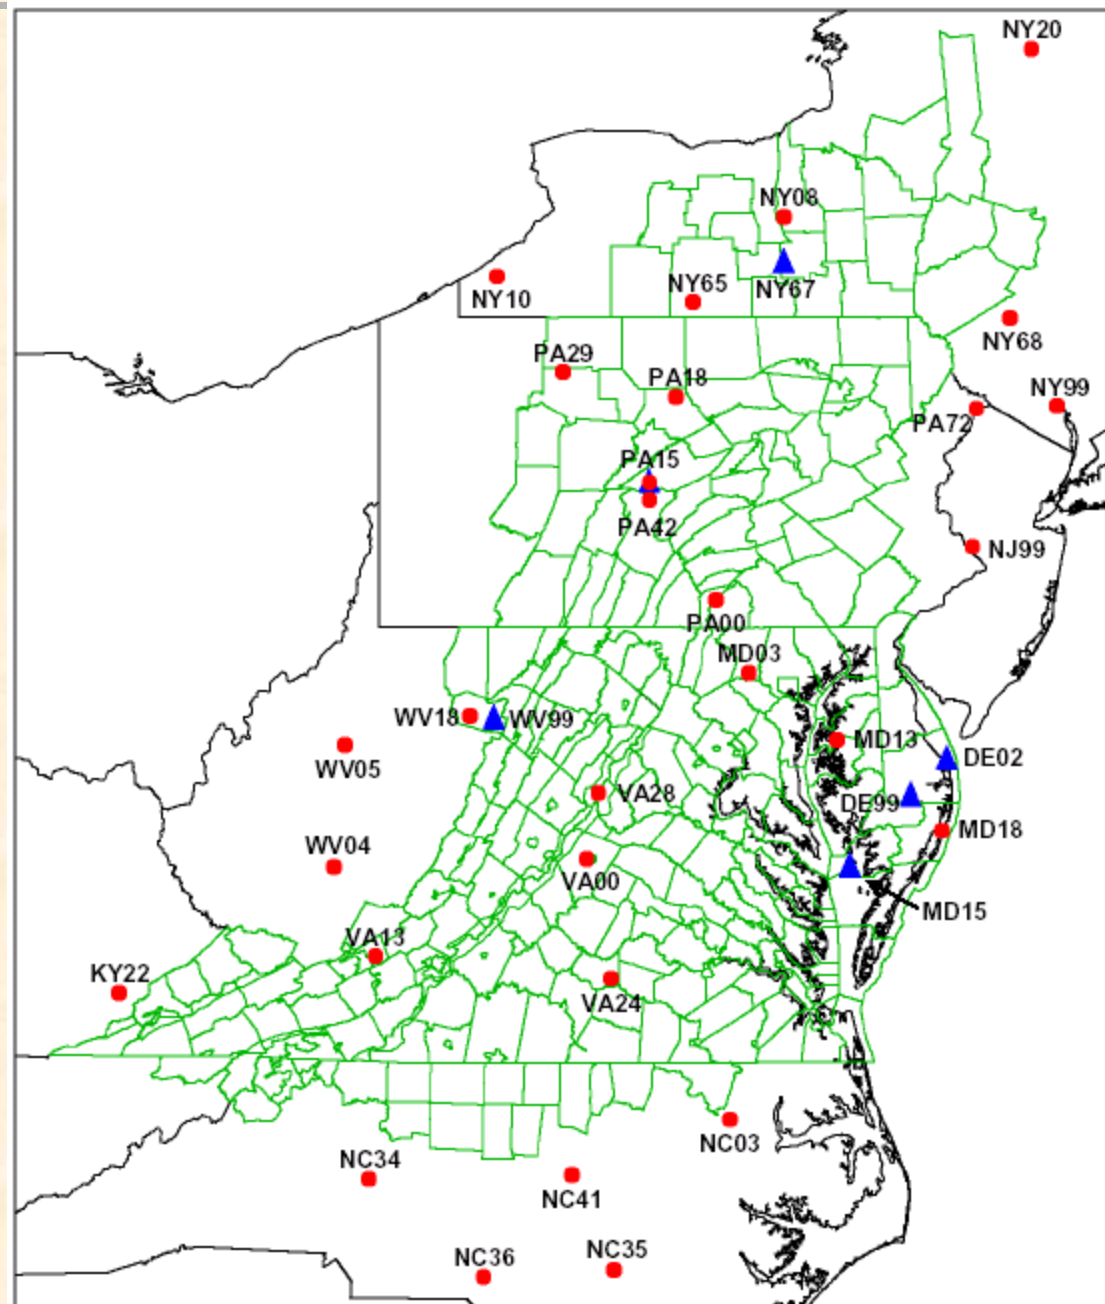 NY20
NY08
NY10
NY65
NY67
NY68
PA29
PA18
NY99
PA72
PA15
PA42
NJ99
PA00
MD03
WV18
WV99
MD13
WV05
DE02
VA28
DE99
MD18
WV04
VA00
MD15
VA13
KY22
VA24
NC03
NC34
NC41
NC36
NC35